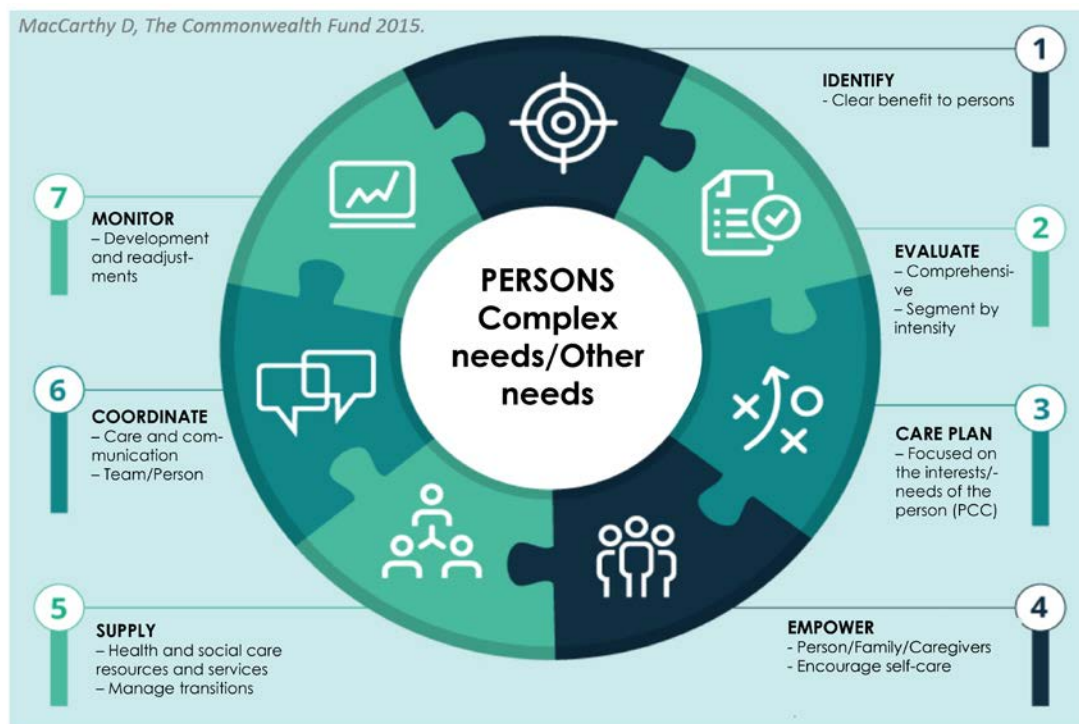 MacCarthy D, The Commonwealth Fund 2015.
PERSONS
Complex
needs/Other
needs
1
IDENTIFY
- Clear benefit to persons
2
EVALUATE
– Comprehensi-
ve
– Segment by
intensity
3
CARE PLAN
– Focused on
the interests/-
needs of the
person (PCC)
4
EMPOWER
- Person/Family/Caregivers
- Encourage self-care
5
SUPPLY
– Health and social care
resources and services
– Manage transitions
6
COORDINATE
– Care and com-
munication
– Team/Person
7
MONITOR
– Development
and readjust-
ments